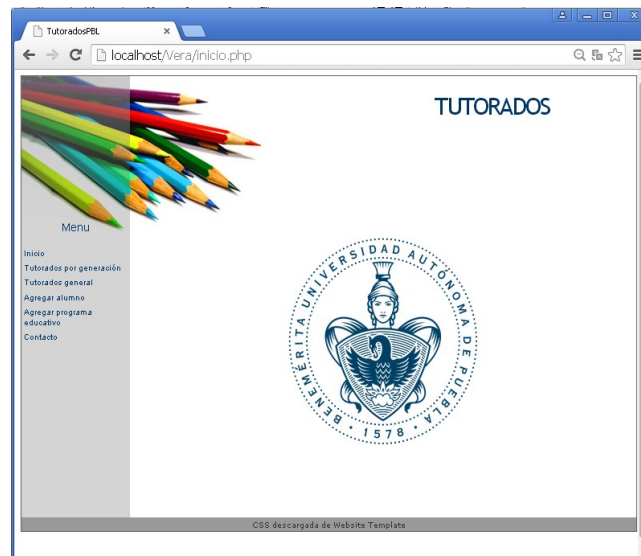 TutoradosPBL
localhost/Vera/inicio.php
TUTORADOS
Menu
Inicio
Tutorados por generación
Tutorados general
Agregar alumno
Agregar programa
educativo
Contacto
BENEMÉRITA UNIVERSIDAD AUTÓNOMA DE PUEBLA
1578
CSS descargada de Website Template